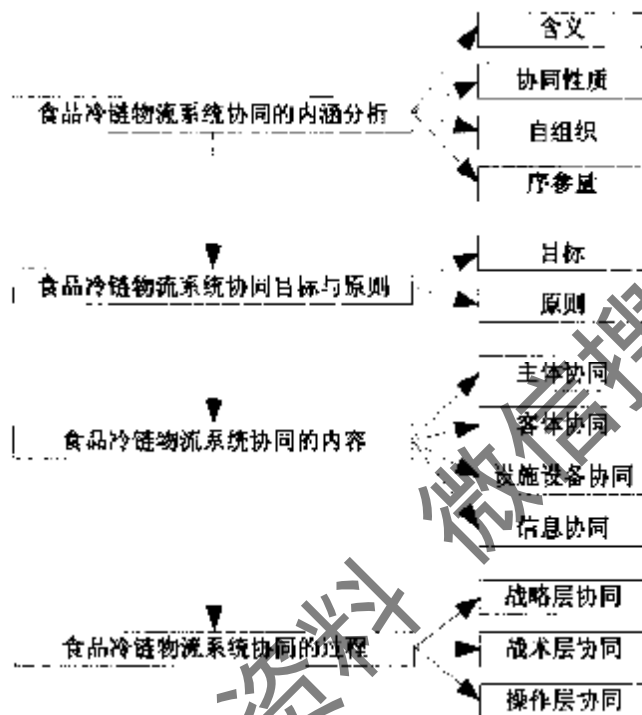 含义
协同性质
食品冷链物流系统协同的内涵分析
自组织
序参量
目标
食品冷链物流系统协同目标与原则
原则
主体协同
客体协同
食品冷链物流系统协同的内容
设施设备协同
信息协同
战略层协同
食品冷链物流系统协同的过程
战术层协同
操作层协同
微信搜
资料